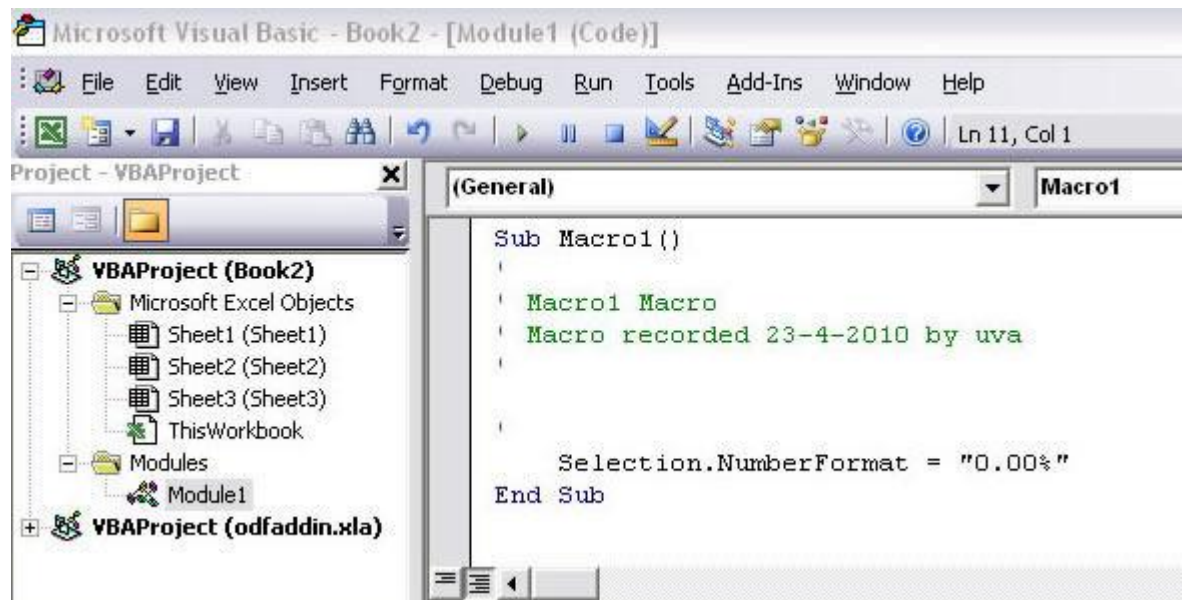 Microsoft Visual Basic - Book2 - [Module1 (Code)]
File Edit View Insert Format Debug Run Tools Add-Ins Window Help
Ln 11, Col 1
Project - VBAProject
VBAProject (Book2)
Microsoft Excel Objects
Sheet1 (Sheet1)
Sheet2 (Sheet2)
Sheet3 (Sheet3)
ThisWorkbook
Modules
Module1
VBAProject (odfaddin.xla)
(General) Macro1
Sub Macro1()
'
' Macro1 Macro
' Macro recorded 23-4-2010 by uva
'
'
Selection.NumberFormat = "0.00%"
End Sub